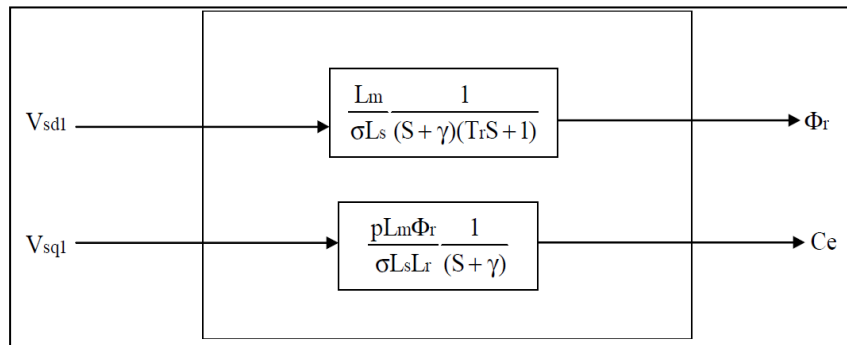 Vsd1
Lm 1
σLs (S + γ)(TrS + 1)
Φr
Vsq1
pLmΦr 1
σLsLr (S + γ)
Ce